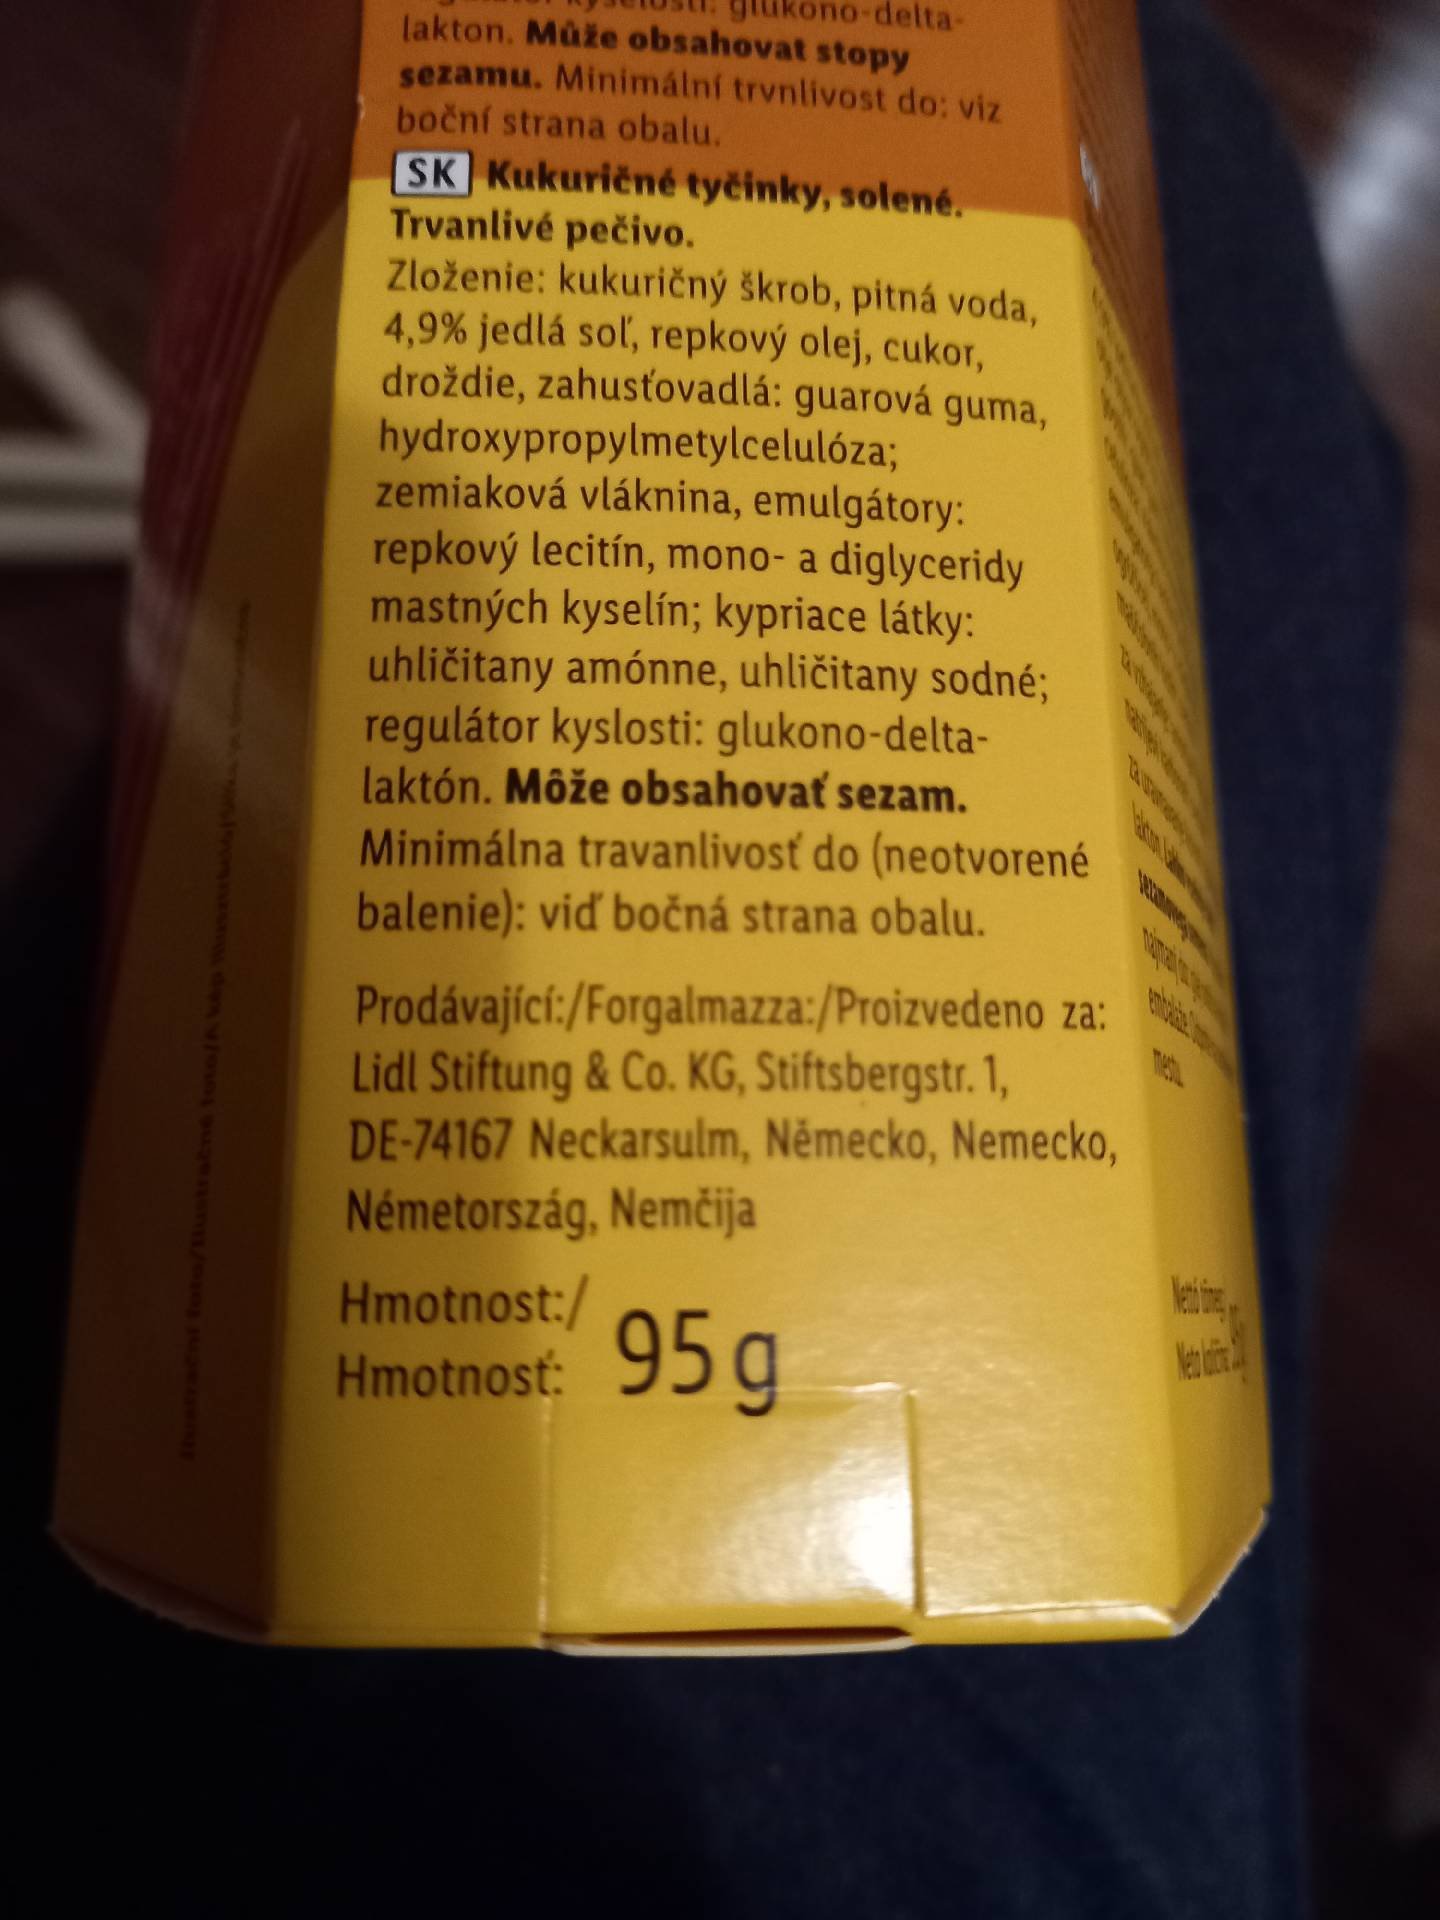 glukono-delta-
lakton. Může obsahovat stopy
sezamu. Minimální trvnlivost do: viz
boční strana obalu.
SK Kukuričné tyčinky, solené.
Trvanlivé pečivo.
Zloženie: kukuričný škrob, pitná voda,
4,9% jedlá soľ, repkový olej, cukor,
droždie, zahusťovadlá: guarová guma,
hydroxypropylmetylcelulóza;
zemiaková vláknina, emulgátory:
repkový lecitín, mono- a diglyceridy
mastných kyselín; kypriace látky:
uhličitany amónne, uhličitany sodné;
regulátor kyslosti: glukono-delta-
laktón. Môže obsahovať sezam.
Minimálna travanlivosť do (neotvorené
balenie): viď bočná strana obalu.
Prodávající:/Forgalmazza:/Proizvedeno za:
Lidl Stiftung & Co. KG, Stiftsbergstr. 1,
DE-74167 Neckarsulm, Německo, Nemecko,
Németország, Nemčija
Hmotnost:/
Hmotnosť: 95 g